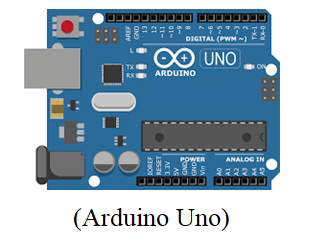 AREF
GND
13
12
~11
~10
~9
8
7
~6
~5
4
~3
2
TX-1
RX-0
DIGITAL (PWM ~)
L
TX
RX
ARDUINO
UNO
ON
IOREF
RESET
3.3V
5V
GND
GND
Vin
POWER
ANALOG IN
A0
A1
A2
A3
A4
A5
(Arduino Uno)